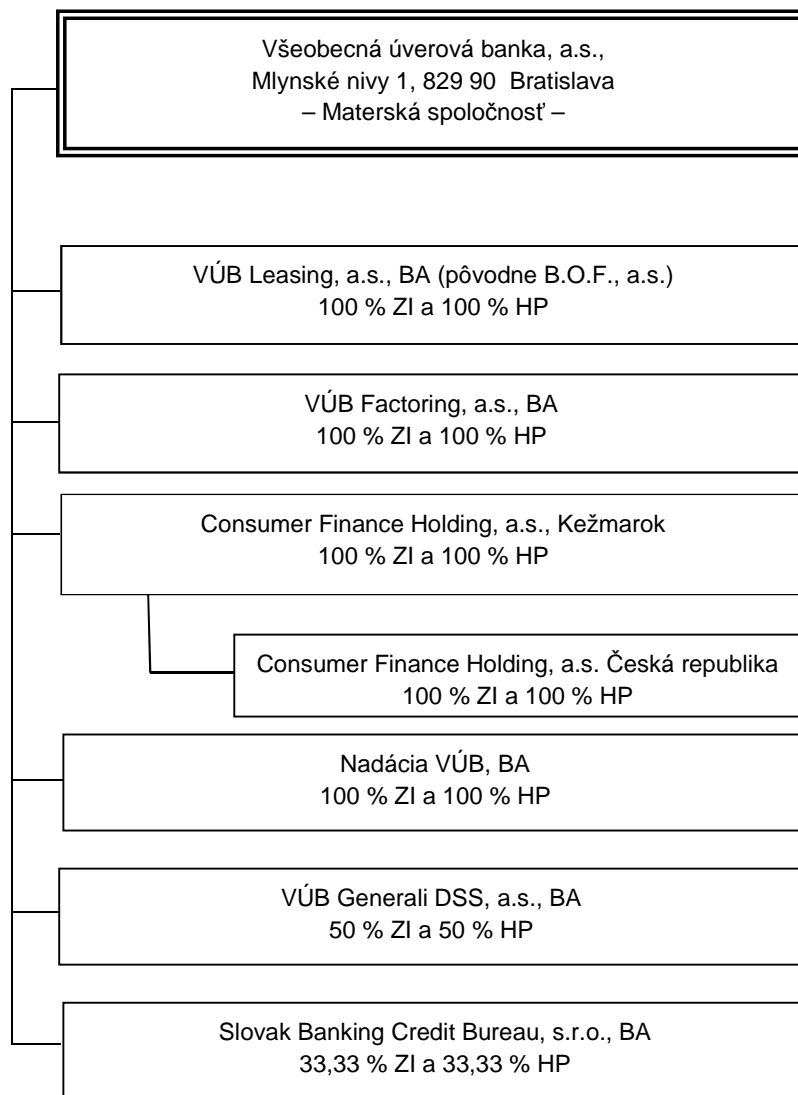 Všeobecná úverová banka, a.s.,
Mlynské nivy 1, 829 90 Bratislava
– Materská spoločnosť –
VÚB Leasing, a.s., BA (pôvodne B.O.F., a.s.)
100 % ZI a 100 % HP
VÚB Factoring, a.s., BA
100 % ZI a 100 % HP
Consumer Finance Holding, a.s., Kežmarok
100 % ZI a 100 % HP
Consumer Finance Holding, a.s. Česká republika
100 % ZI a 100 % HP
Nadácia VÚB, BA
100 % ZI a 100 % HP
VÚB Generali DSS, a.s., BA
50 % ZI a 50 % HP
Slovak Banking Credit Bureau, s.r.o., BA
33,33 % ZI a 33,33 % HP